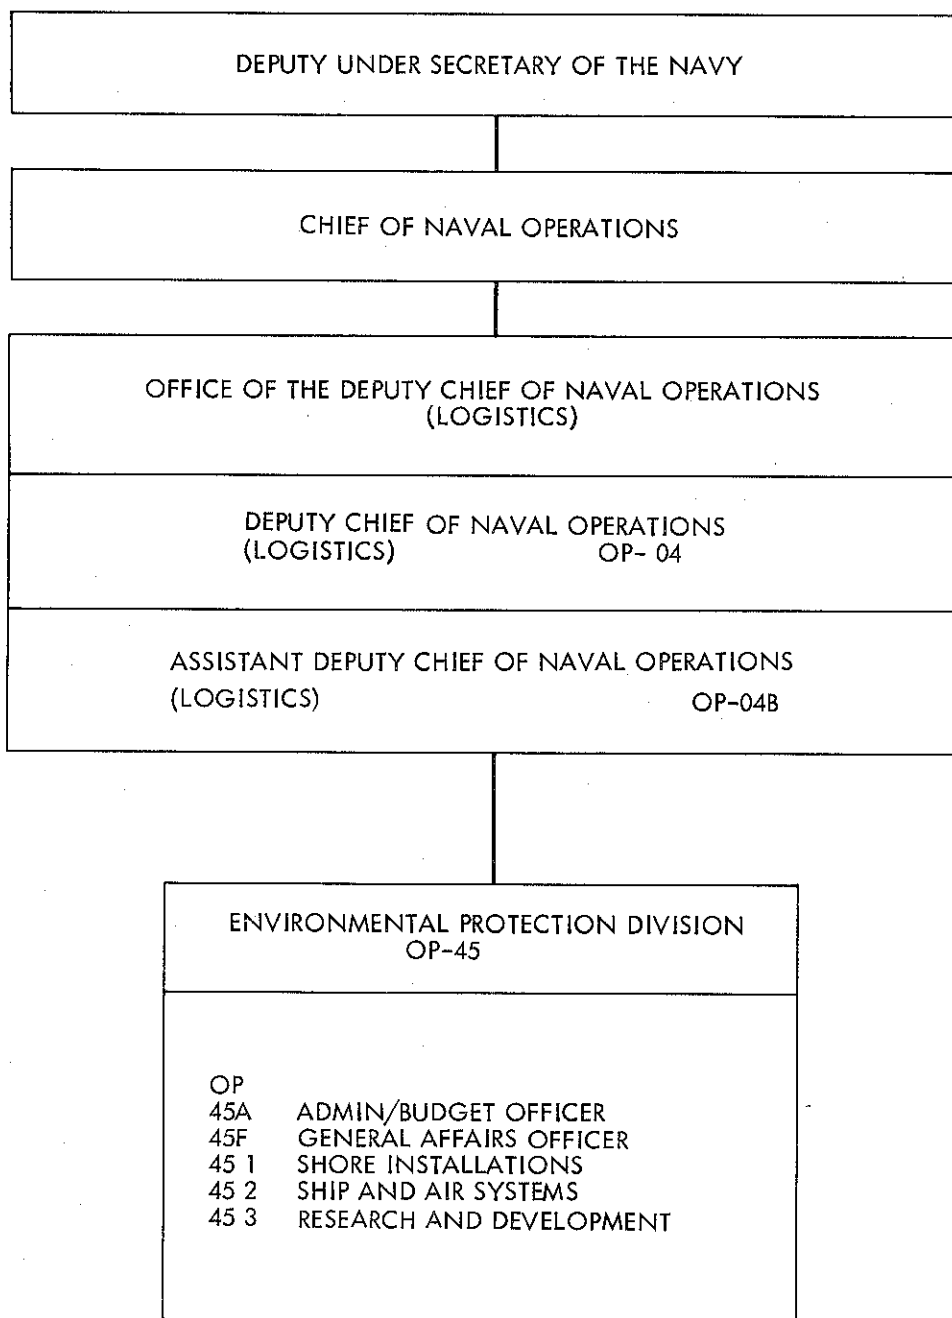 DEPUTY UNDER SECRETARY OF THE NAVY
CHIEF OF NAVAL OPERATIONS
OFFICE OF THE DEPUTY CHIEF OF NAVAL OPERATIONS
(LOGISTICS)
DEPUTY CHIEF OF NAVAL OPERATIONS
(LOGISTICS) OP- 04
ASSISTANT DEPUTY CHIEF OF NAVAL OPERATIONS
(LOGISTICS) OP-04B
ENVIRONMENTAL PROTECTION DIVISION
OP-45
OP
45A ADMIN/BUDGET OFFICER
45F GENERAL AFFAIRS OFFICER
45 1 SHORE INSTALLATIONS
45 2 SHIP AND AIR SYSTEMS
45 3 RESEARCH AND DEVELOPMENT